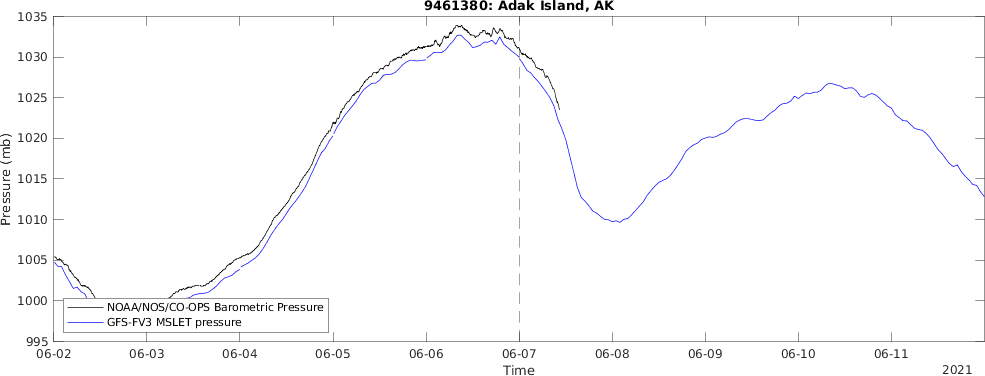 9461380: Adak Island, AK
1035
1030
1025
1020
1015
1010
1005
1000
995
Pressure (mb)
NOAA/NOS/CO-OPS Barometric Pressure
GFS-FV3 MSLET pressure
06-02 06-03 06-04 06-05 06-06 06-07 06-08 06-09 06-10 06-11
Time
2021